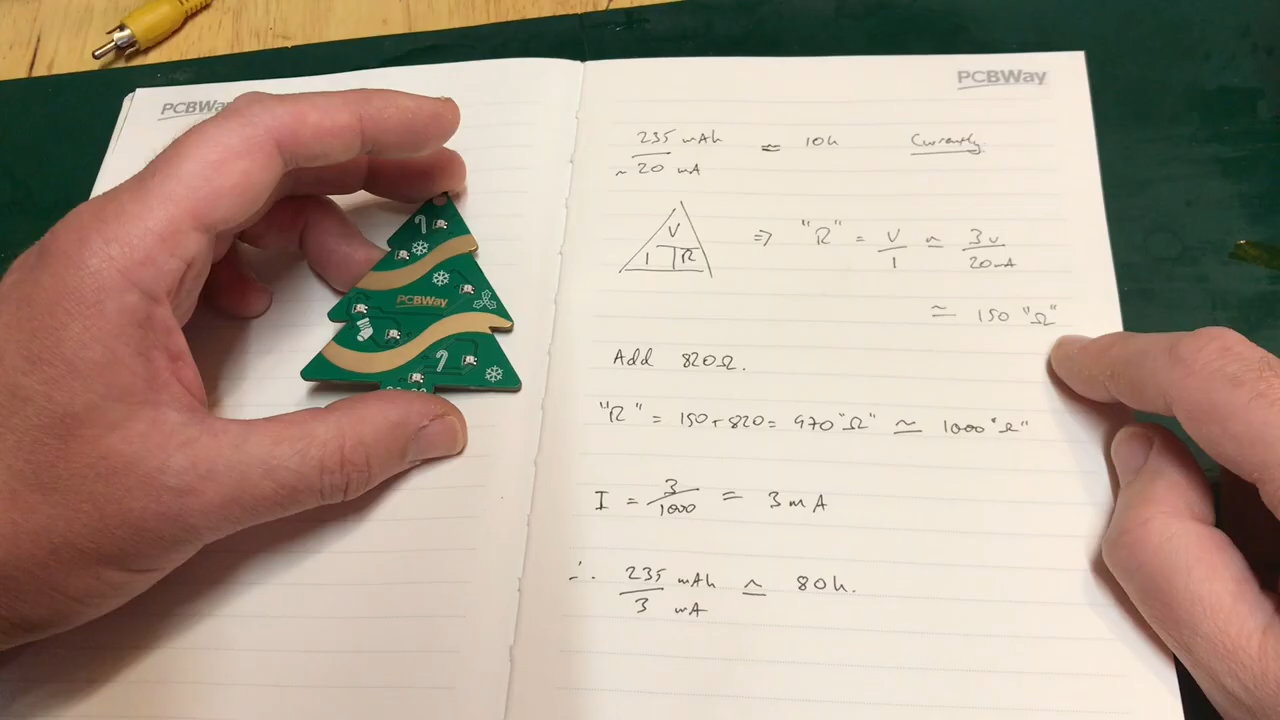 PCBWay
PCBWay
PCBWay
235 mAh
~ 20 mA
≈ 10h
Currently
V
I R
⇒ "R" = V/I ≃ 3v/20mA
≃ 150 "Ω"
Add 820Ω.
"R" = 150+820= 970"Ω" ≃ 1000"Ω"
I = 3/1000 = 3mA
∴ 235 mAh/3 mA ≃ 80h.